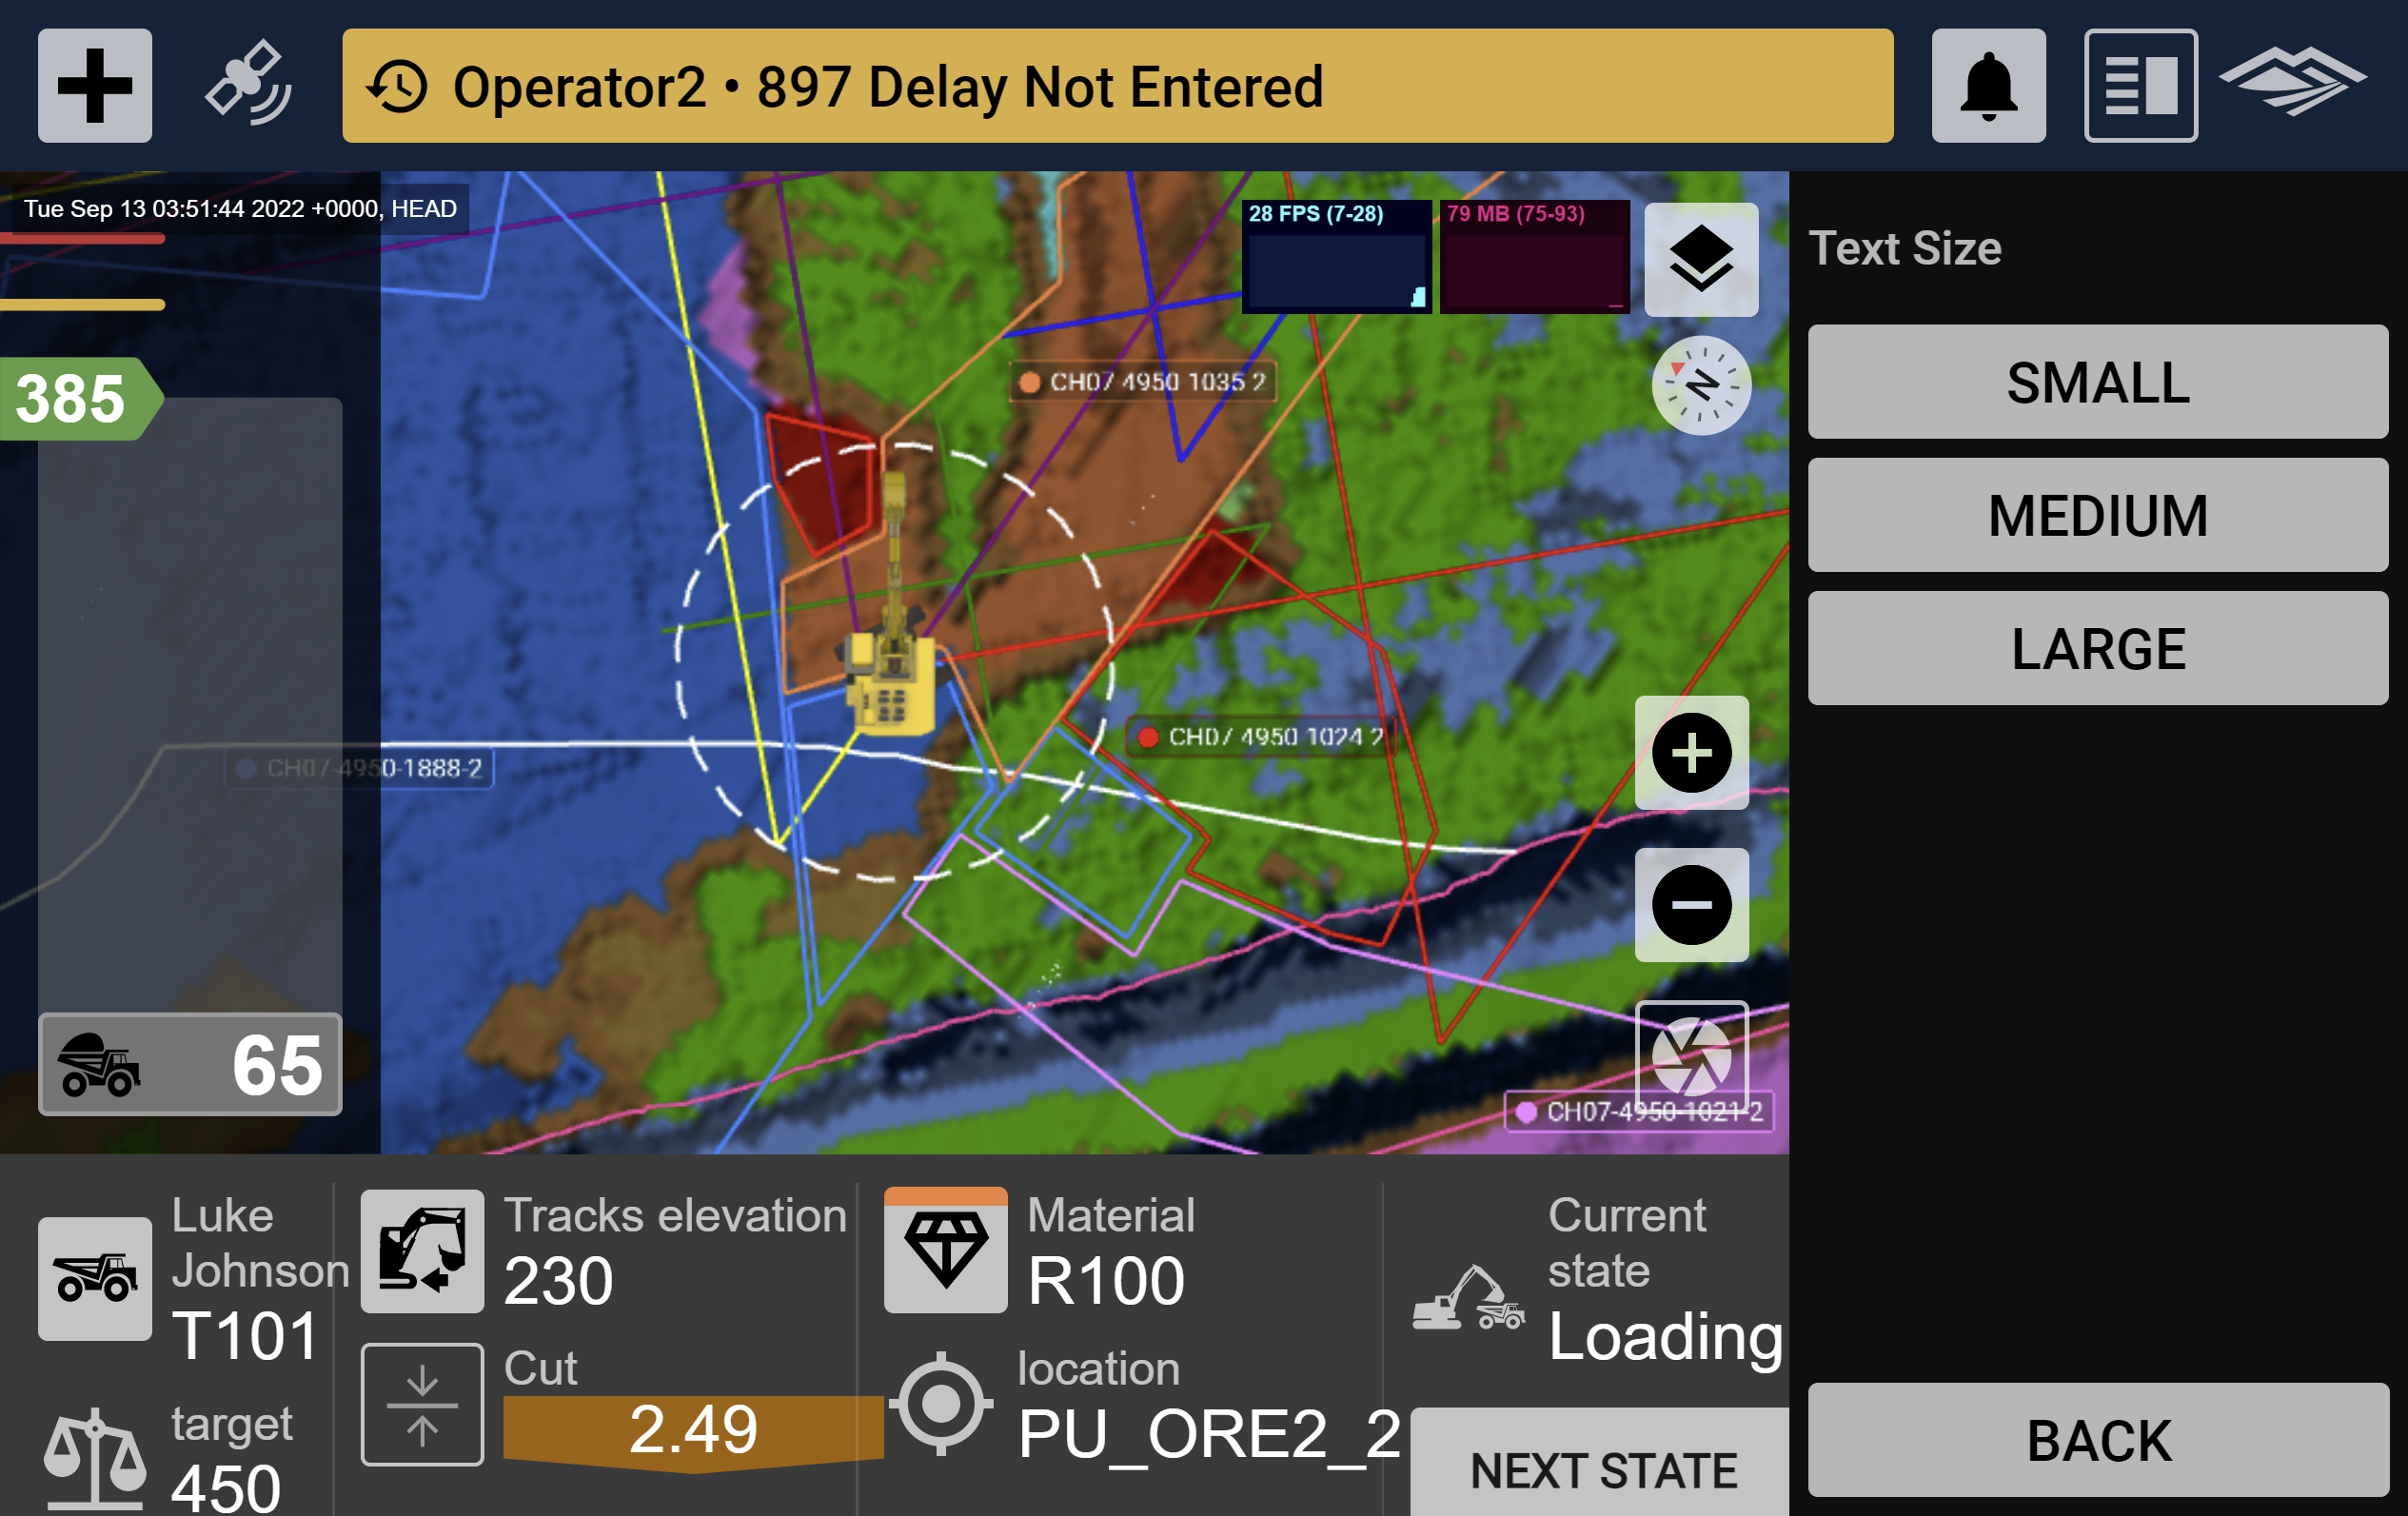 Operator2 • 897 Delay Not Entered
Tue Sep 13 03:51:44 2022 +0000, HEAD
28 FPS (7-28)
79 MB (75-93)
Text Size
385
CH07 4950 1035 2
N
SMALL
MEDIUM
LARGE
CH07 4950 1024 2
CH07-4950-1888-2
65
CH07-4950-1021-2
Luke
Johnson
T101
target
450
Tracks elevation
230
Cut
2.49
Material
R100
location
PU_ORE2_2
Current
state
Loading
NEXT STATE
BACK